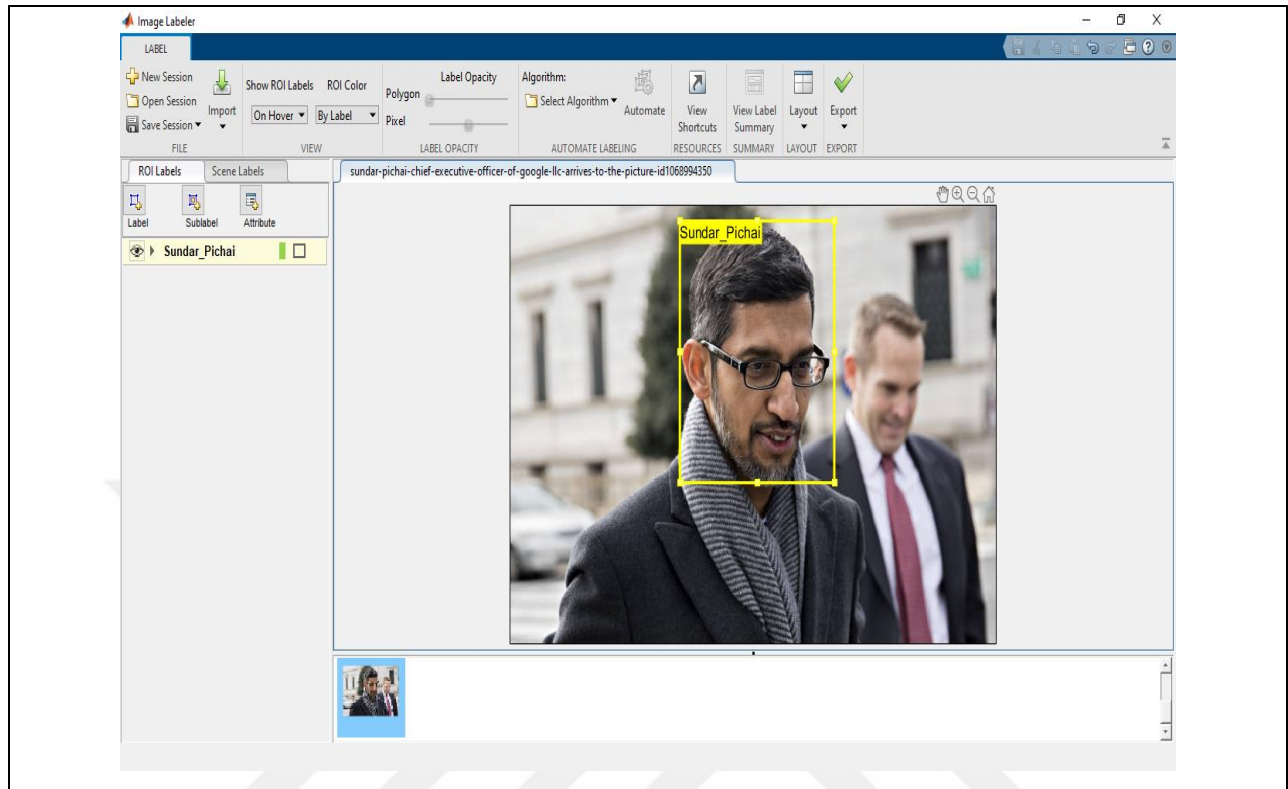 Image Labeler
LABEL
New Session
Open Session
Save Session
Import
FILE
Show ROI Labels ROI Color
On Hover By Label
VIEW
Label Opacity
Polygon
Pixel
LABEL OPACITY
Algorithm:
Select Algorithm
Automate
AUTOMATE LABELING
View
Shortcuts
RESOURCES
View Label
Summary
SUMMARY
Layout
LAYOUT
Export
EXPORT
ROI Labels Scene Labels
Label Sublabel Attribute
Sundar_Pichai
sundar-pichai-chief-executive-officer-of-google-llc-arrives-to-the-picture-id1068994350
Sundar_Pichai